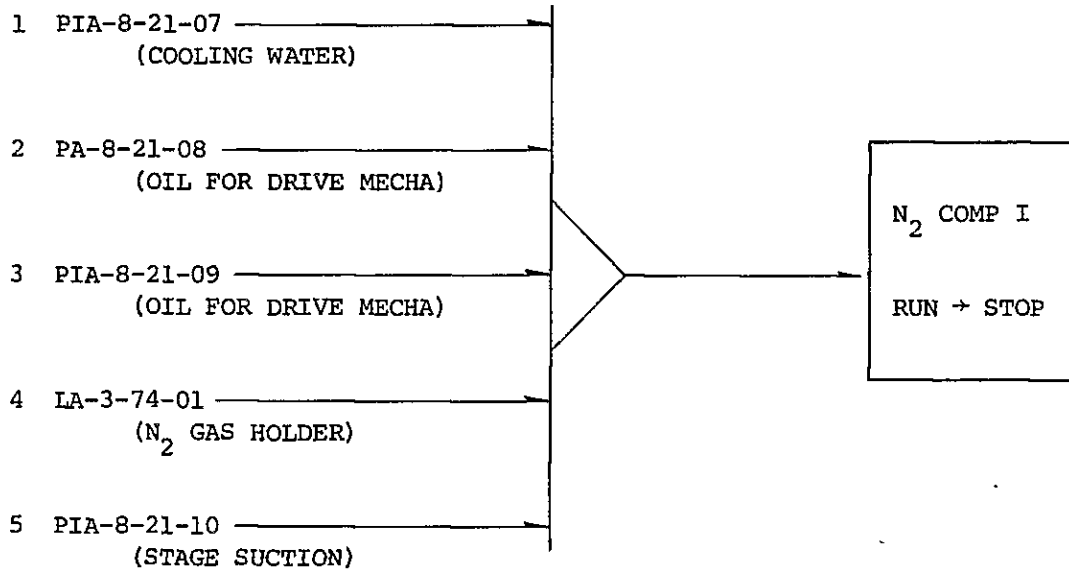 1 PIA-8-21-07
(COOLING WATER)
2 PA-8-21-08
(OIL FOR DRIVE MECHA)
3 PIA-8-21-09
(OIL FOR DRIVE MECHA)
4 LA-3-74-01
(N₂ GAS HOLDER)
5 PIA-8-21-10
(STAGE SUCTION)
N₂ COMP I
RUN → STOP